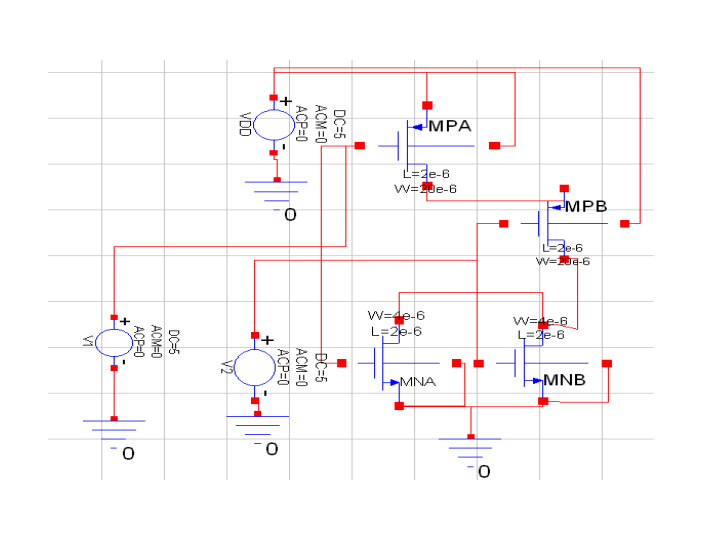 +
VDD
ACP=0
ACM=0
DC=5
-
0
MPA
L=2e-6
W=20e-6
MPB
L=2e-6
W=20e-6
+
V1
ACP=0
ACM=0
DC=5
-
0
+
V2
ACP=0
ACM=0
DC=5
-
0
W=4e-6
L=2e-6
MNA
W=4e-6
L=2e-6
MNB
0